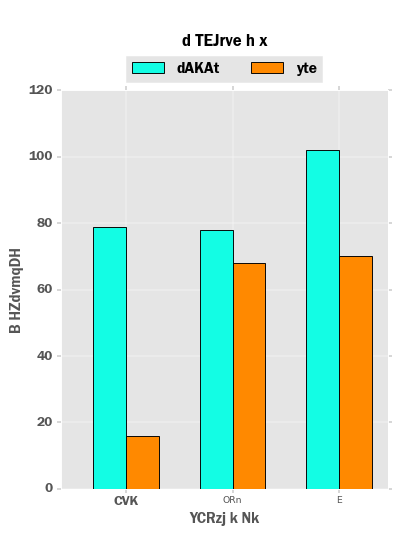 d TEJrve h x
dAKAt yte
120
100
80
60
40
20
0
B HZdvmqDH
CVK ORn E
YCRzj k Nk